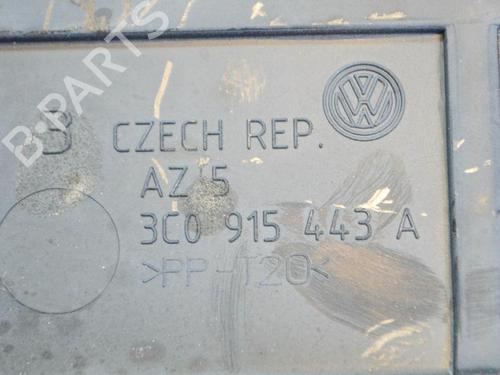 B CZECH REP.
AZ 5
3C0 915 443 A
>PP-T20<
B-PARTS